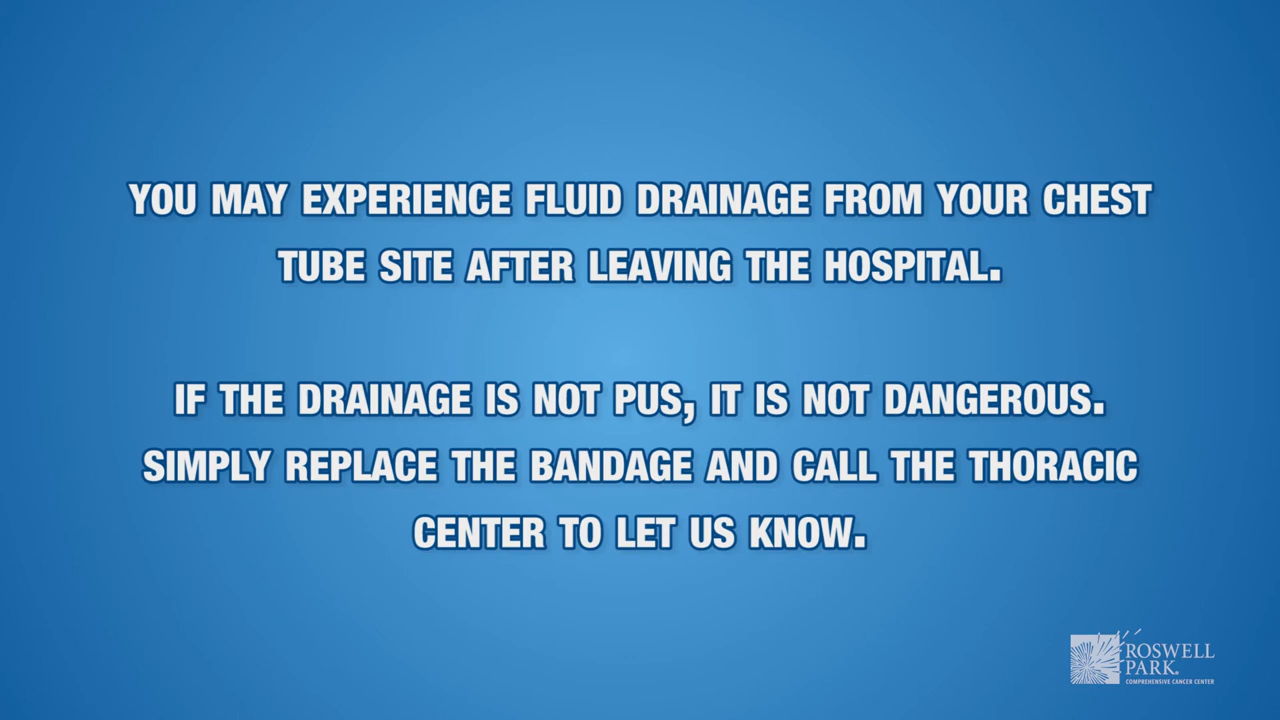 YOU MAY EXPERIENCE FLUID DRAINAGE FROM YOUR CHEST
TUBE SITE AFTER LEAVING THE HOSPITAL.
IF THE DRAINAGE IS NOT PUS, IT IS NOT DANGEROUS.
SIMPLY REPLACE THE BANDAGE AND CALL THE THORACIC
CENTER TO LET US KNOW.
ROSWELL
PARK.
COMPREHENSIVE CANCER CENTER